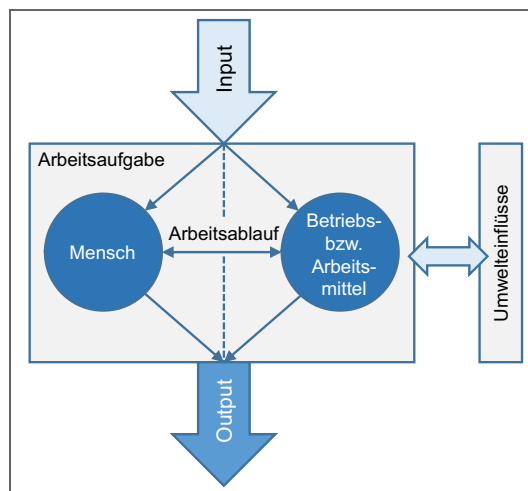 Input
Arbeitsaufgabe
Mensch
Arbeitsablauf
Betriebs-
bzw.
Arbeits-
mittel
Umwelteinflüsse
Output